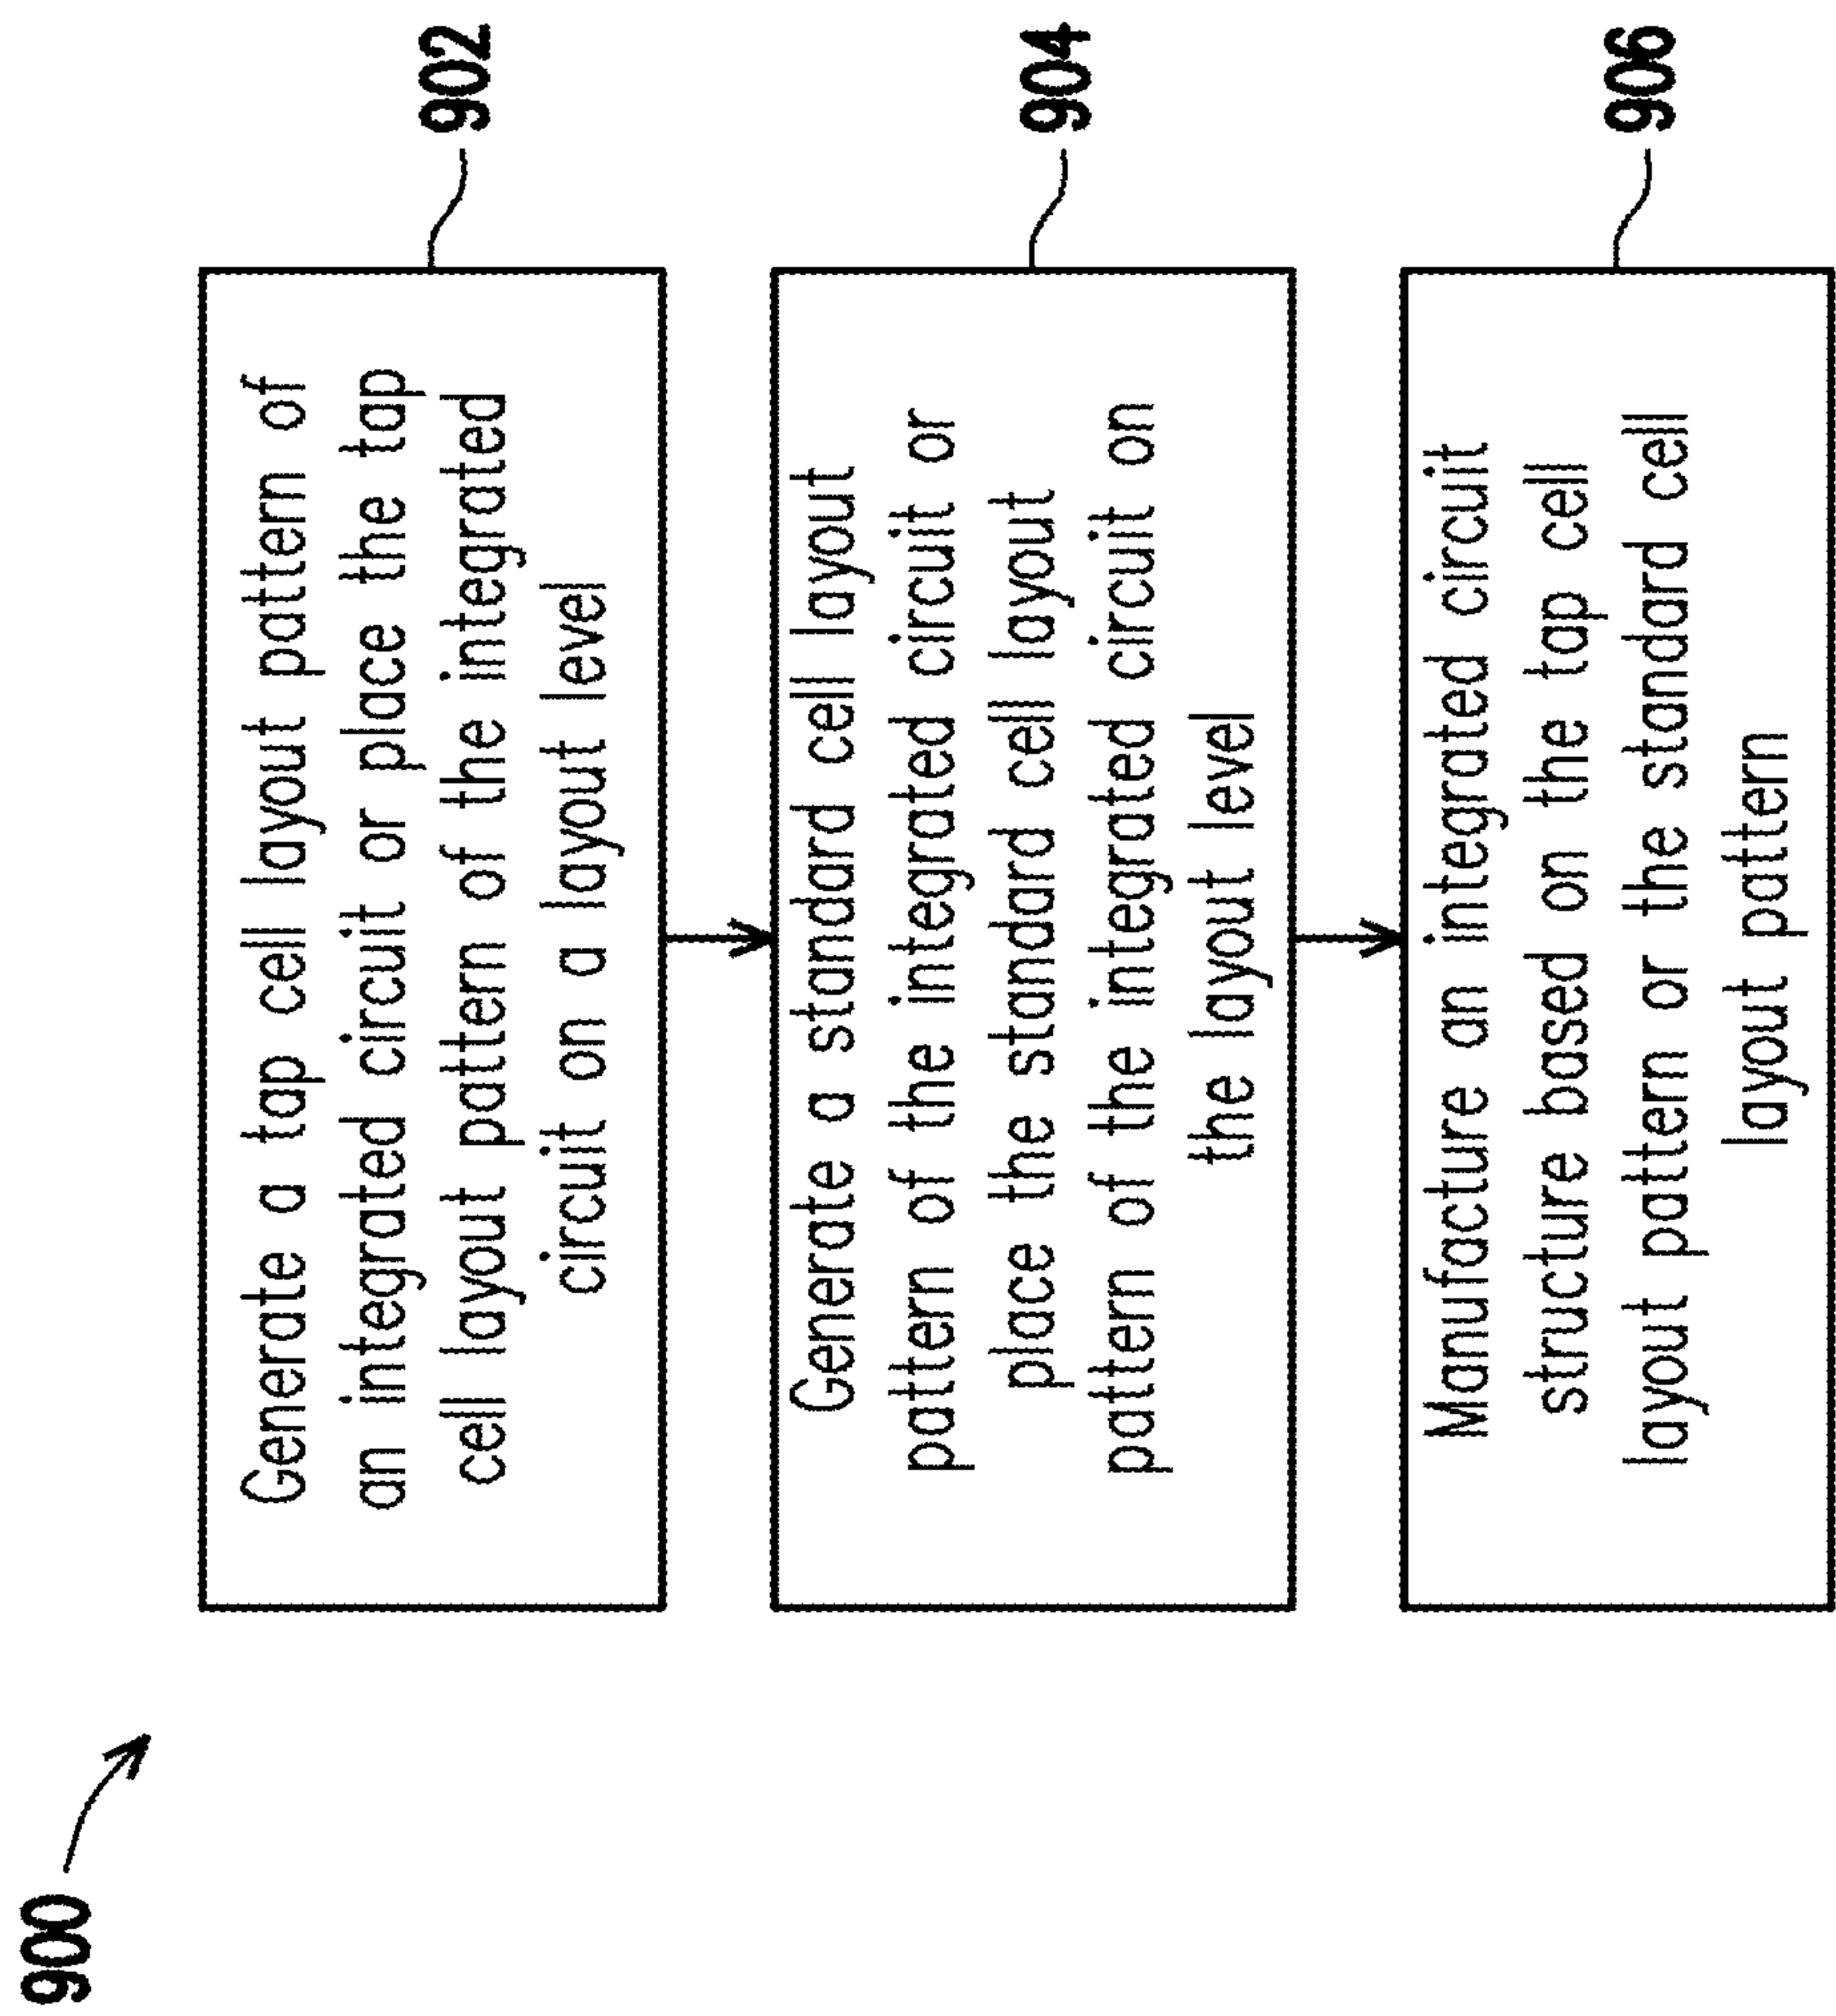 900
Generate a tap cell layout pattern of
an integrated circuit or place the tap
cell layout pattern of the integrated
circuit on a layout level
902
Generate a standard cell layout
pattern of the integrated circuit or
place the standard cell layout
pattern of the integrated circuit on
the layout level
904
Manufacture an integrated circuit
structure based on the tap cell
layout pattern or the standard cell
layout pattern
906